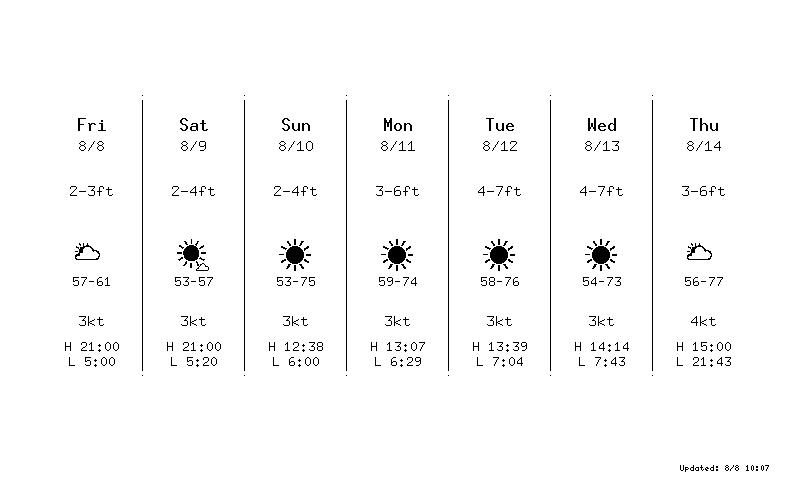 Fri
8/8
2-3ft
57-61
3kt
H 21:00
L 5:00
Sat
8/9
2-4ft
53-57
3kt
H 21:00
L 5:20
Sun
8/10
2-4ft
53-75
3kt
H 12:38
L 6:00
Mon
8/11
3-6ft
59-74
3kt
H 13:07
L 6:29
Tue
8/12
4-7ft
58-76
3kt
H 13:39
L 7:04
Wed
8/13
4-7ft
54-73
3kt
H 14:14
L 7:43
Thu
8/14
3-6ft
56-77
4kt
H 15:00
L 21:43
Updated: 8/8 10:07